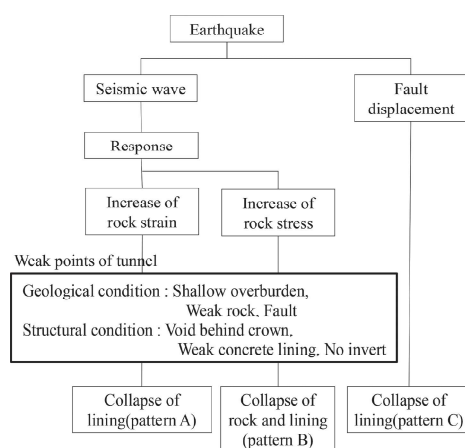 Earthquake
Seismic wave
Fault
displacement
Response
Increase of
rock strain
Increase of
rock stress
Weak points of tunnel
Geological condition : Shallow overburden,
Weak rock, Fault
Structural condition : Void behind crown,
Weak concrete lining, No invert
Collapse of
lining(pattern A)
Collapse of
rock and lining
(pattern B)
Collapse of
lining(pattern C)